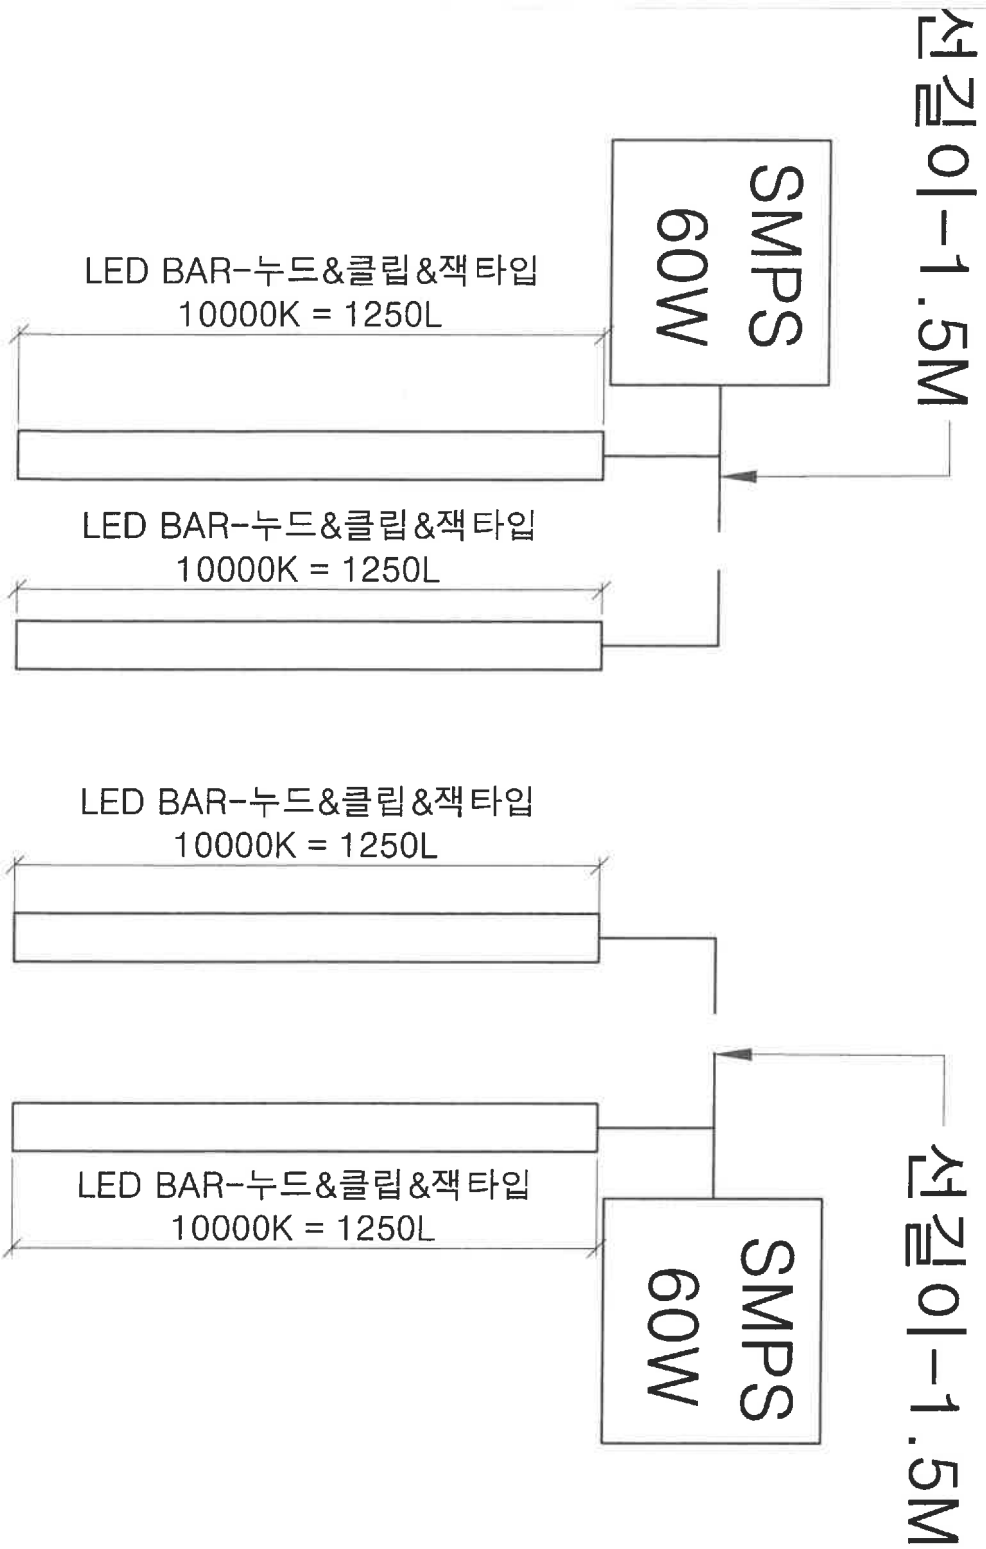 선길이-1.5M
SMPS
60W
LED BAR-누드&클립&잭타입
10000K = 1250L
LED BAR-누드&클립&잭타입
10000K = 1250L
LED BAR-누드&클립&잭타입
10000K = 1250L
LED BAR-누드&클립&잭타입
10000K = 1250L
SMPS
60W
선길이-1.5M